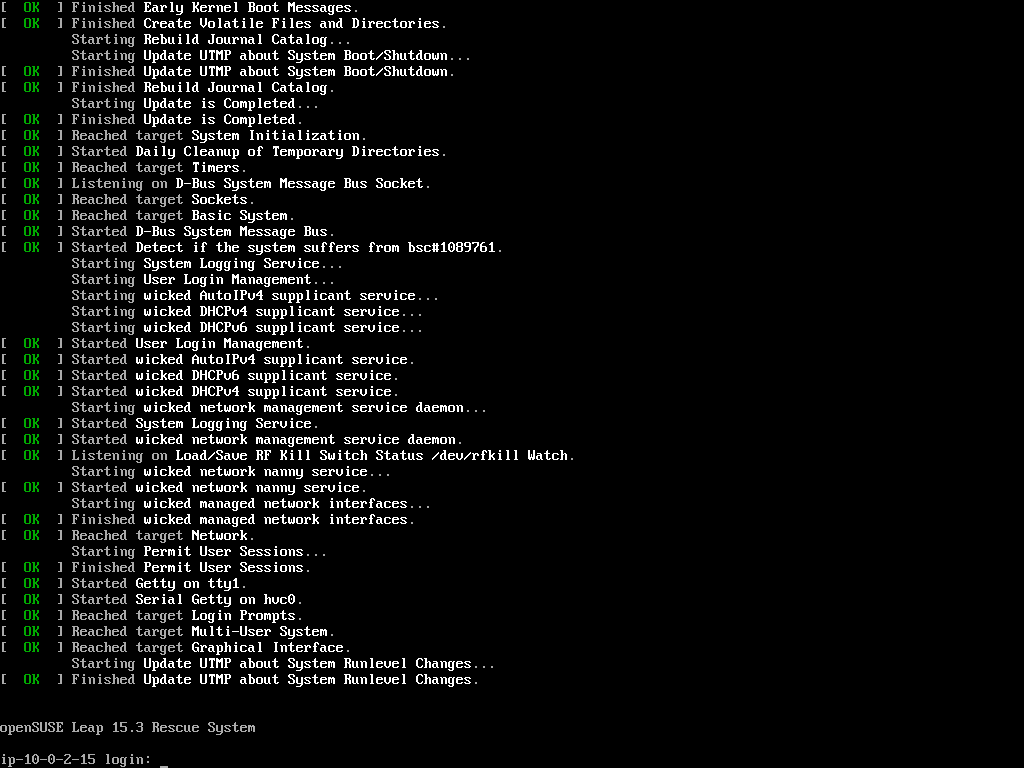 [  OK  ] Finished Early Kernel Boot Messages.
[  OK  ] Finished Create Volatile Files and Directories.
         Starting Rebuild Journal Catalog...
         Starting Update UTMP about System Boot/Shutdown...
[  OK  ] Finished Update UTMP about System Boot/Shutdown.
[  OK  ] Finished Rebuild Journal Catalog.
         Starting Update is Completed...
[  OK  ] Finished Update is Completed.
[  OK  ] Reached target System Initialization.
[  OK  ] Started Daily Cleanup of Temporary Directories.
[  OK  ] Reached target Timers.
[  OK  ] Listening on D-Bus System Message Bus Socket.
[  OK  ] Reached target Sockets.
[  OK  ] Reached target Basic System.
[  OK  ] Started D-Bus System Message Bus.
[  OK  ] Started Detect if the system suffers from bsc#1089761.
         Starting System Logging Service...
         Starting User Login Management...
         Starting wicked AutoIPv4 supplicant service...
         Starting wicked DHCPv4 supplicant service...
         Starting wicked DHCPv6 supplicant service...
[  OK  ] Started User Login Management.
[  OK  ] Started wicked AutoIPv4 supplicant service.
[  OK  ] Started wicked DHCPv6 supplicant service.
[  OK  ] Started wicked DHCPv4 supplicant service.
         Starting wicked network management service daemon...
[  OK  ] Started System Logging Service.
[  OK  ] Started wicked network management service daemon.
[  OK  ] Listening on Load/Save RF Kill Switch Status /dev/rfkill Watch.
         Starting wicked network nanny service...
[  OK  ] Started wicked network nanny service.
         Starting wicked managed network interfaces...
[  OK  ] Finished wicked managed network interfaces.
[  OK  ] Reached target Network.
         Starting Permit User Sessions...
[  OK  ] Finished Permit User Sessions.
[  OK  ] Started Getty on tty1.
[  OK  ] Started Serial Getty on hvc0.
[  OK  ] Reached target Login Prompts.
[  OK  ] Reached target Multi-User System.
[  OK  ] Reached target Graphical Interface.
         Starting Update UTMP about System Runlevel Changes...
[  OK  ] Finished Update UTMP about System Runlevel Changes.
openSUSE Leap 15.3 Rescue System
ip-10-0-2-15 login: _